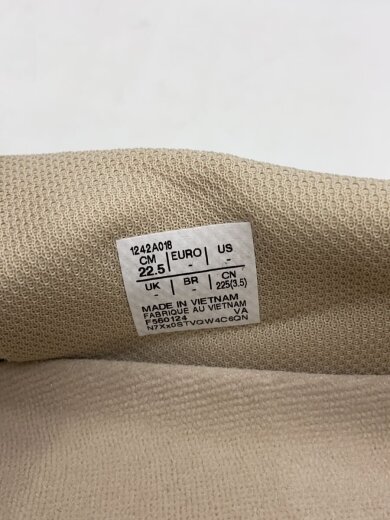 1242A018
CM EURO US
22.5 - -
UK BR CN
- - 225(3.5)
MADE IN VIETNAM
FABRIQUE AU VIETNAM
F560124 VA
N7Xx0STVQW4C6QN